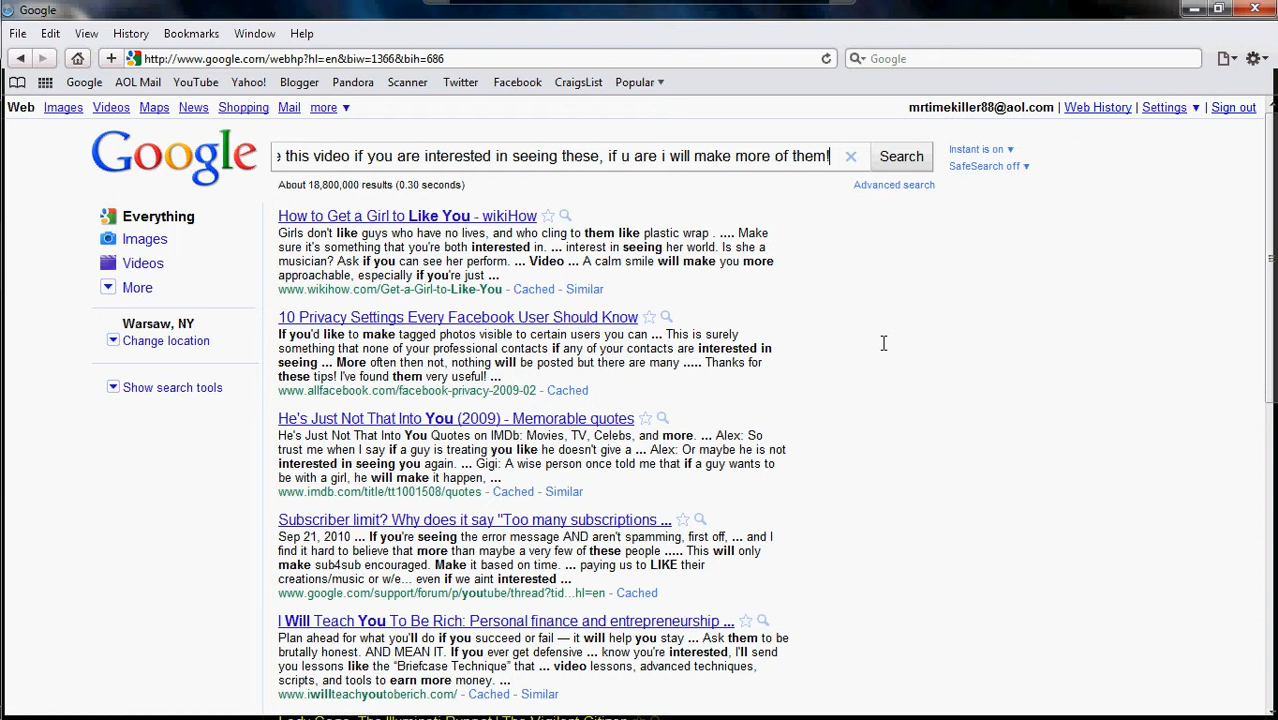 Google
File Edit View History Bookmarks Window Help
http://www.google.com/webhp?hl=en&biw=1366&bih=686
Google
Google AOL Mail YouTube Yahoo! Blogger Pandora Scanner Twitter Facebook CraigsList Popular
Web Images Videos Maps News Shopping Mail more
mrtimekiller88@aol.com | Web History | Settings | Sign out
Google
this video if you are interested in seeing these, if u are i will make more of them!
Search
Instant is on
SafeSearch off
About 18,800,000 results (0.30 seconds)
Advanced search
Everything
Images
Videos
More
Warsaw, NY
Change location
Show search tools
How to Get a Girl to Like You - wikiHow
Girls don't like guys who have no lives, and who cling to them like plastic wrap . .... Make
sure it's something that you're both interested in. ... interest in seeing her world. Is she a
musician? Ask if you can see her perform. ... Video ... A calm smile will make you more
approachable, especially if you're just ...
www.wikihow.com/Get-a-Girl-to-Like-You - Cached - Similar
10 Privacy Settings Every Facebook User Should Know
If you'd like to make tagged photos visible to certain users you can ... This is surely
something that none of your professional contacts if any of your contacts are interested in
seeing ... More often then not, nothing will be posted but there are many ..... Thanks for
these tips! I've found them very useful! ...
www.allfacebook.com/facebook-privacy-2009-02 - Cached
He's Just Not That Into You (2009) - Memorable quotes
He's Just Not That Into You Quotes on IMDb: Movies, TV, Celebs, and more. ... Alex: So
trust me when I say if a guy is treating you like he doesn't give a ... Alex: Or maybe he is not
interested in seeing you again. ... Gigi: A wise person once told me that if a guy wants to
be with a girl, he will make it happen, ...
www.imdb.com/title/tt1001508/quotes - Cached - Similar
Subscriber limit? Why does it say "Too many subscriptions ...
Sep 21, 2010 ... If you're seeing the error message AND aren't spamming, first off, ... and I
find it hard to believe that more than maybe a very few of these people ..... This will only
make sub4sub encouraged. Make it based on time. ... paying us to LIKE their
creations/music or w/e... even if we aint interested ...
www.google.com/support/forum/p/youtube/thread?tid...hl=en - Cached
I Will Teach You To Be Rich: Personal finance and entrepreneurship ...
Plan ahead for what you'll do if you succeed or fail — it will help you stay ... Ask them to be
brutally honest. AND MEAN IT. If you ever get defensive ... know you're interested, I'll send
you lessons like the “Briefcase Technique” that ... video lessons, advanced techniques,
scripts, and tools to earn more money. ...
www.iwillteachyoutoberich.com/ - Cached - Similar
Lady Gaga, The Illuminati Puppet | The Vigilant Citizen